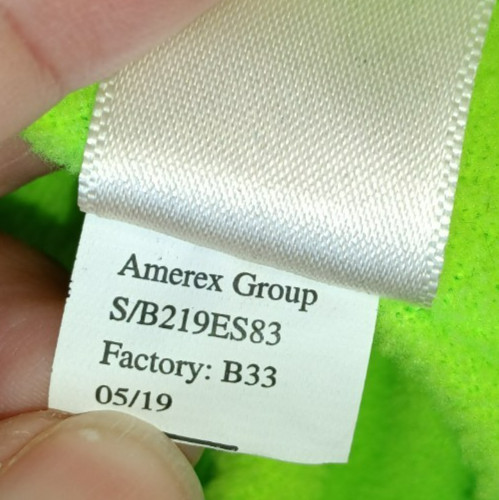 Amerex Group
S/B219ES83
Factory: B33
05/19